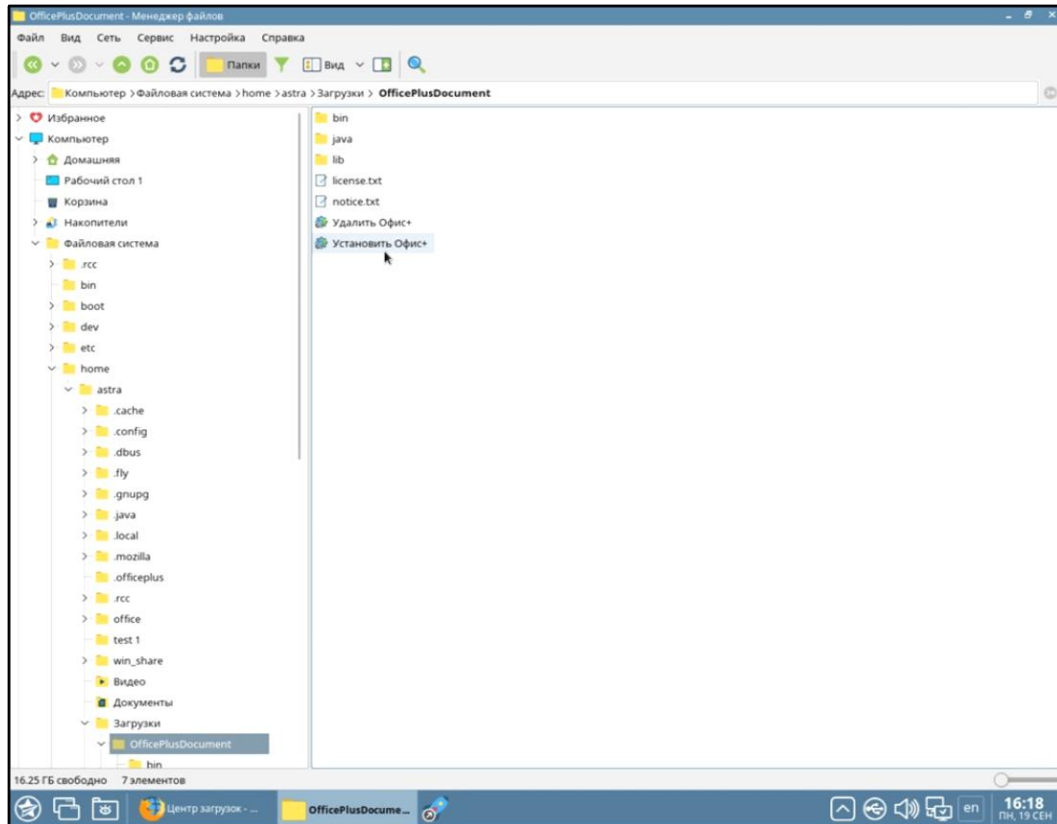 OfficePlusDocument - Менеджер файлов
Файл Вид Сеть Сервис Настройка Справка
Папки Вид
Адрес: Компьютер > Файловая система > home > astra > Загрузки > OfficePlusDocument
Избранное
Компьютер
Домашняя
Рабочий стол 1
Корзина
Накопители
Файловая система
.rcc
bin
boot
dev
etc
home
astra
.cache
.config
.dbus
.fly
.gnupg
.java
.local
.mozilla
.officeplus
.rcc
office
test 1
win_share
Видео
Документы
Загрузки
OfficePlusDocument
bin
bin
java
lib
license.txt
notice.txt
Удалить Офис+
Установить Офис+
16.25 ГБ свободно 7 элементов
Центр загрузок - ...
OfficePlusDocume...
en
16:18
ПН, 19 СЕН